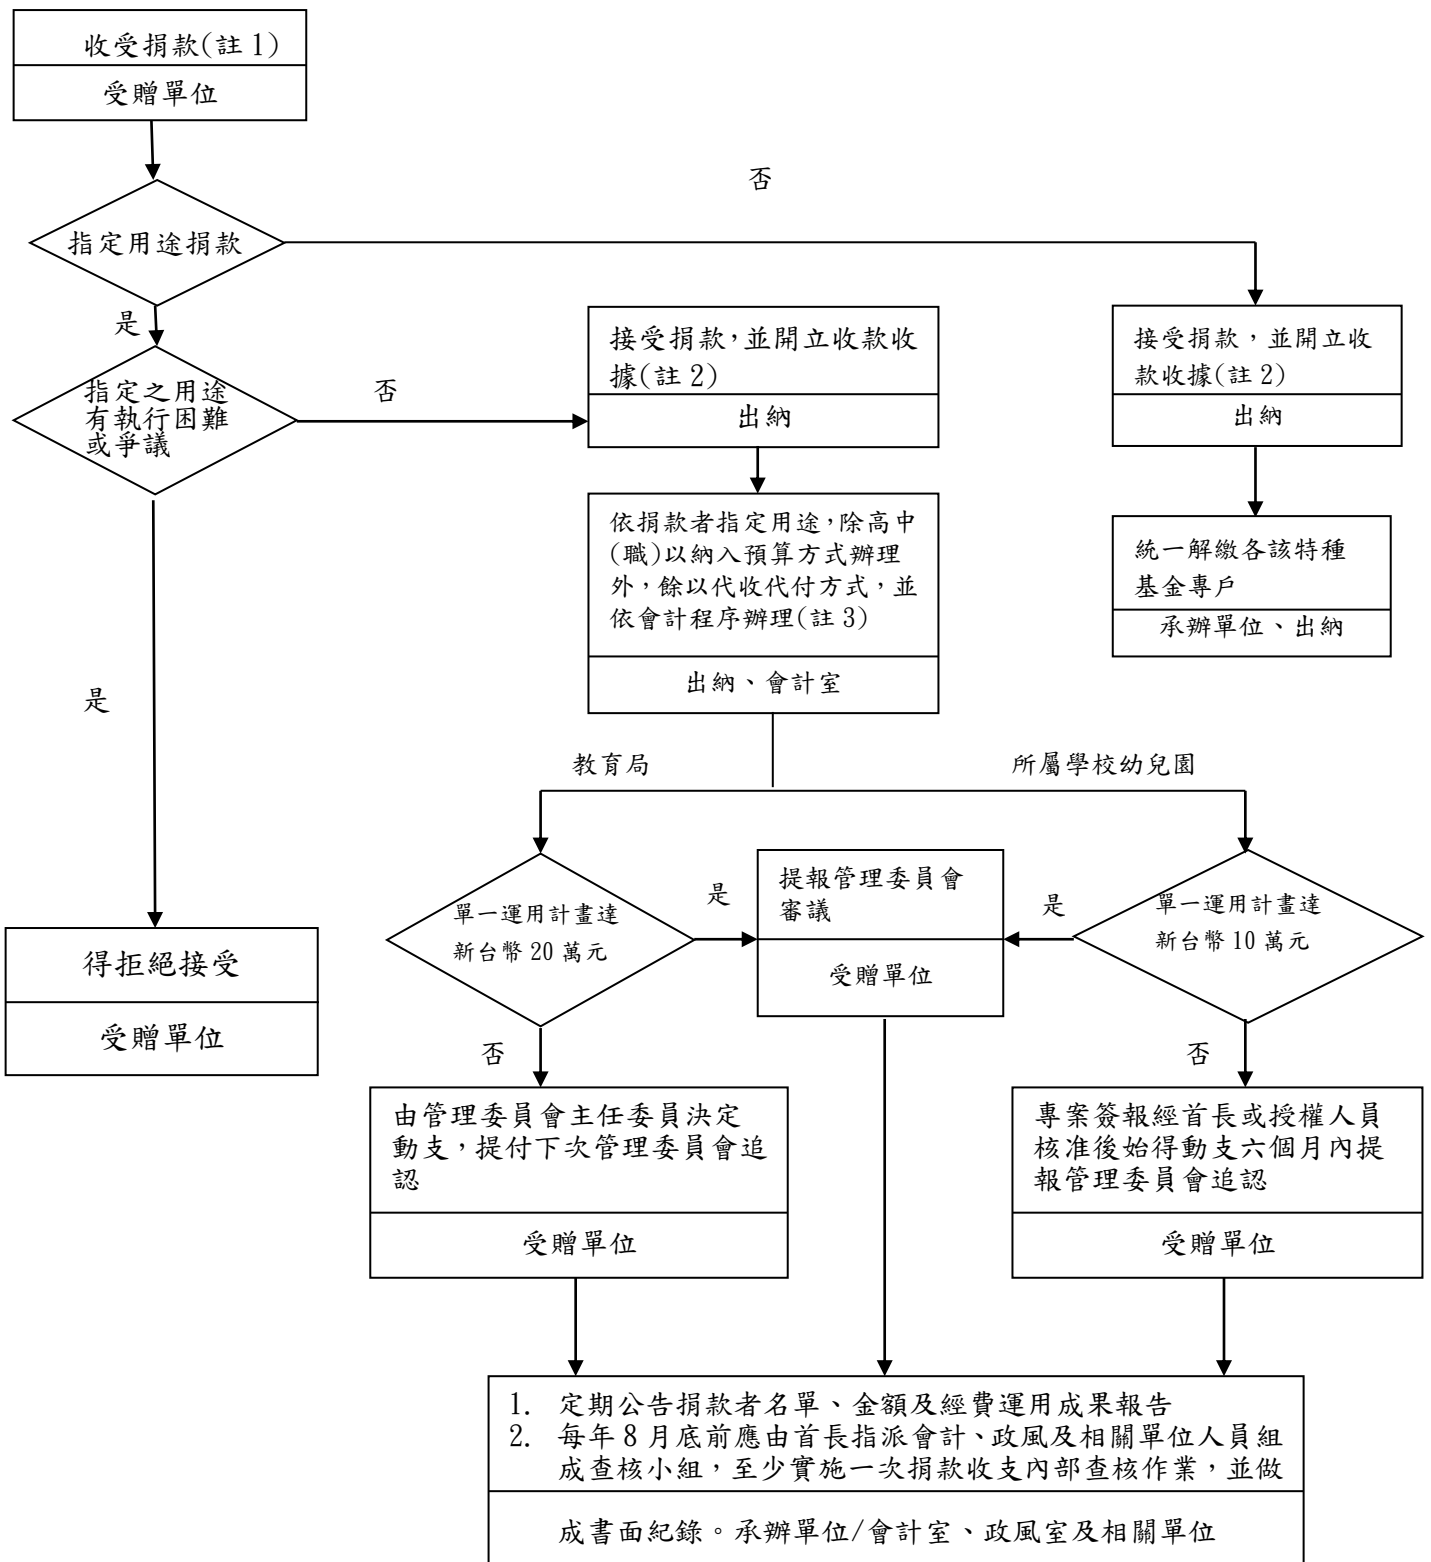 收受捐款(註1)
受贈單位
否
指定用途捐款
是
指定之用途
有執行困難
或爭議
否
接受捐款,並開立收款收
據(註2)
出納
接受捐款,並開立收
款收據(註2)
出納
依捐款者指定用途,除高中
(職)以納入預算方式辦理
外,餘以代收代付方式,並
依會計程序辦理(註3)
出納、會計室
統一解繳各該特種
基金專戶
承辦單位、出納
是
教育局
所屬學校幼兒園
單一運用計畫達
新台幣20萬元
是
提報管理委員會
審議
受贈單位
是
單一運用計畫達
新台幣10萬元
得拒絕接受
受贈單位
否
否
由管理委員會主任委員決定
動支,提付下次管理委員會追
認
受贈單位
專案簽報經首長或授權人員
核准後始得動支六個月內提
報管理委員會追認
受贈單位
1. 定期公告捐款者名單、金額及經費運用成果報告
2. 每年8月底前應由首長指派會計、政風及相關單位人員組
成查核小組,至少實施一次捐款收支內部查核作業,並做
成書面紀錄。承辦單位/會計室、政風室及相關單位